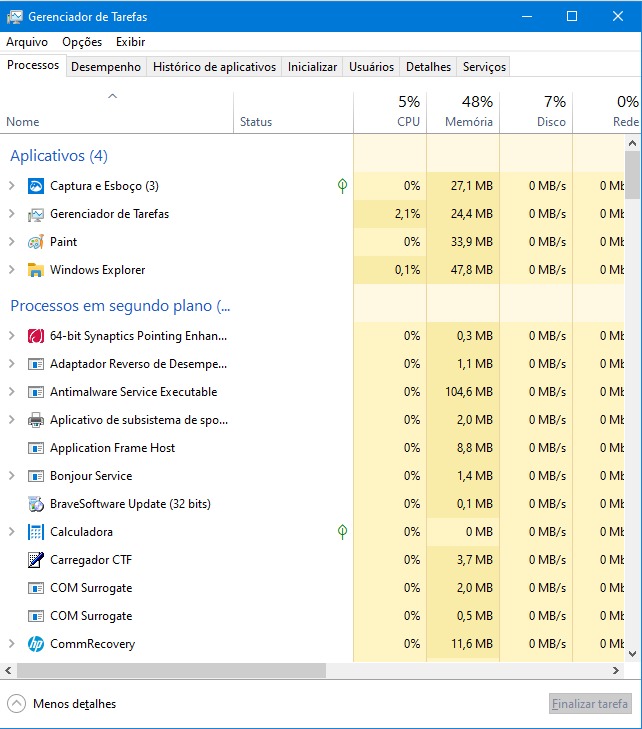 Gerenciador de Tarefas
Arquivo Opções Exibir
Processos Desempenho Histórico de aplicativos Inicializar Usuários Detalhes Serviços
5% 48% 7% 0%
Nome Status CPU Memória Disco Rede
Aplicativos (4)
Captura e Esboço (3) 0% 27,1 MB 0 MB/s 0 Mb
Gerenciador de Tarefas 2,1% 24,4 MB 0 MB/s 0 Mb
Paint 0% 33,9 MB 0 MB/s 0 Mb
Windows Explorer 0,1% 47,8 MB 0 MB/s 0 Mb
Processos em segundo plano (...
64-bit Synaptics Pointing Enhan... 0% 0,3 MB 0 MB/s 0 Mb
Adaptador Reverso de Desempe... 0% 1,1 MB 0 MB/s 0 Mb
Antimalware Service Executable 0% 104,6 MB 0 MB/s 0 Mb
Aplicativo de subsistema de spo... 0% 2,0 MB 0 MB/s 0 Mb
Application Frame Host 0% 8,8 MB 0 MB/s 0 Mb
Bonjour Service 0% 1,4 MB 0 MB/s 0 Mb
BraveSoftware Update (32 bits) 0% 0,1 MB 0 MB/s 0 Mb
Calculadora 0% 0 MB 0 MB/s 0 Mb
Carregador CTF 0% 3,7 MB 0 MB/s 0 Mb
COM Surrogate 0% 2,0 MB 0 MB/s 0 Mb
COM Surrogate 0% 0,5 MB 0 MB/s 0 Mb
hp CommRecovery 0% 11,6 MB 0 MB/s 0 Mb
Menos detalhes Finalizar tarefa